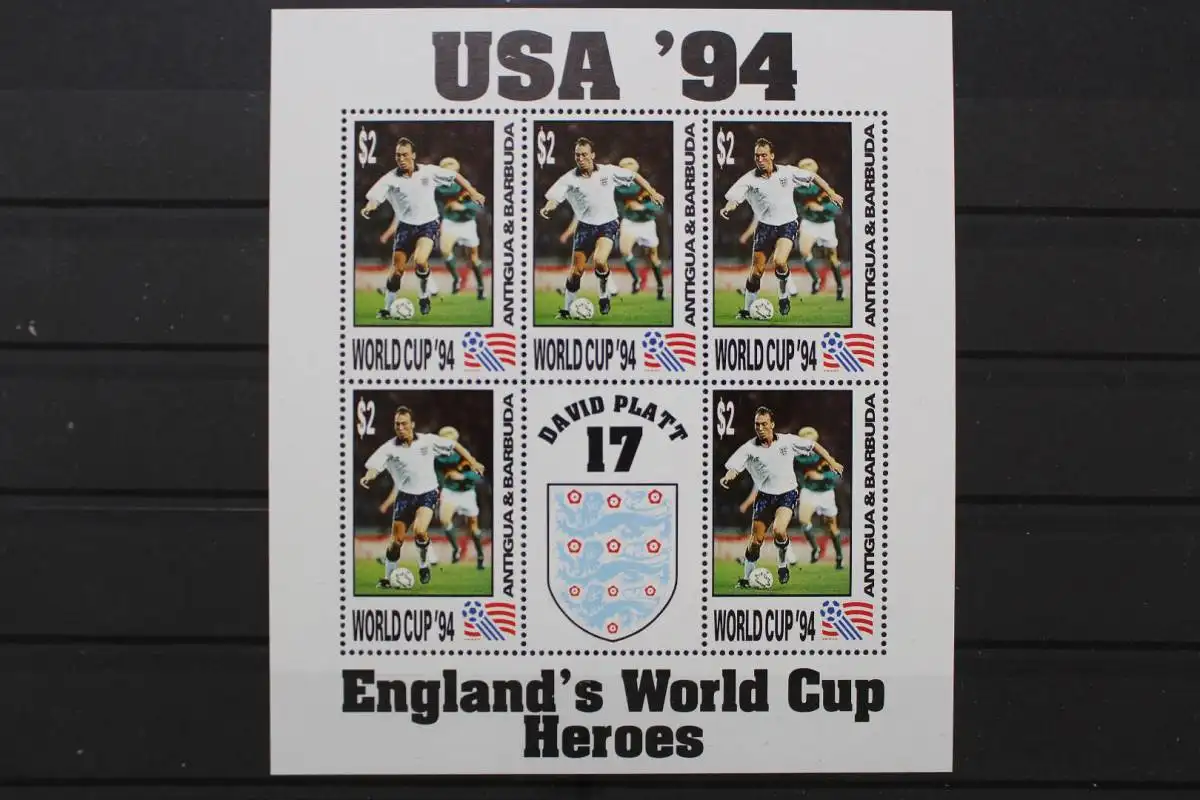 USA '94
$2
ANTIGUA & BARBUDA
WORLD CUP '94
$2
ANTIGUA & BARBUDA
WORLD CUP '94
$2
ANTIGUA & BARBUDA
WORLD CUP '94
$2
ANTIGUA & BARBUDA
WORLD CUP '94
DAVID PLATT
17
$2
ANTIGUA & BARBUDA
WORLD CUP '94
England's World Cup
Heroes